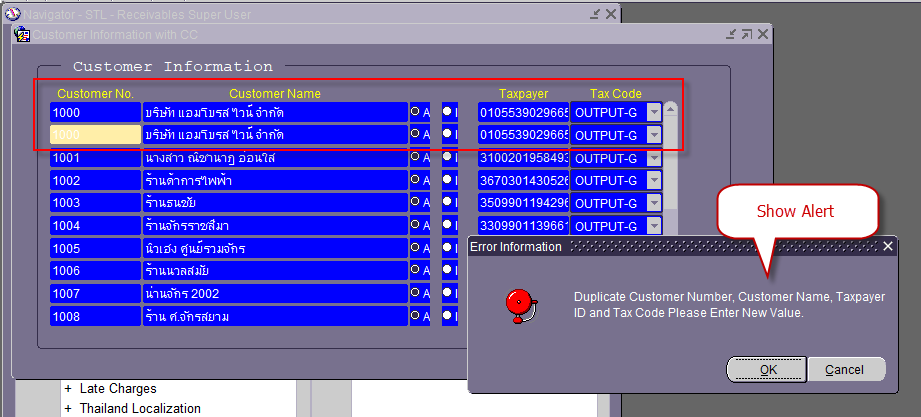 Navigator - STL - Receivables Super User
Customer Information with CC
Customer Information
Customer No. Customer Name Taxpayer Tax Code
1000 บริษัท แอมโบรส ไวน์ จำกัด A I 0105539029665 OUTPUT-G
1000 บริษัท แอมโบรส ไวน์ จำกัด A I 0105539029665 OUTPUT-G
1001 นางสาว ณิชานาฏ อ่อนใส A I 3100201958493 OUTPUT-G
1002 ร้านด้าการไฟฟ้า A I 3670301430526 OUTPUT-G
1003 ร้านธนชัย A I 3509901194296 OUTPUT-G
1004 ร้านจักรราชสีมา A I 3309901139661 OUTPUT-G
1005 นิวเฮง ศูนย์รวมจักร A I
1006 ร้านนวลสมัย A I
1007 น่านจักร 2002 A I
1008 ร้าน ศ.จักรสยาม A I
Show Alert
Error Information
Duplicate Customer Number, Customer Name, Taxpayer
ID and Tax Code Please Enter New Value.
OK Cancel
+ Late Charges
+ Thailand Localization